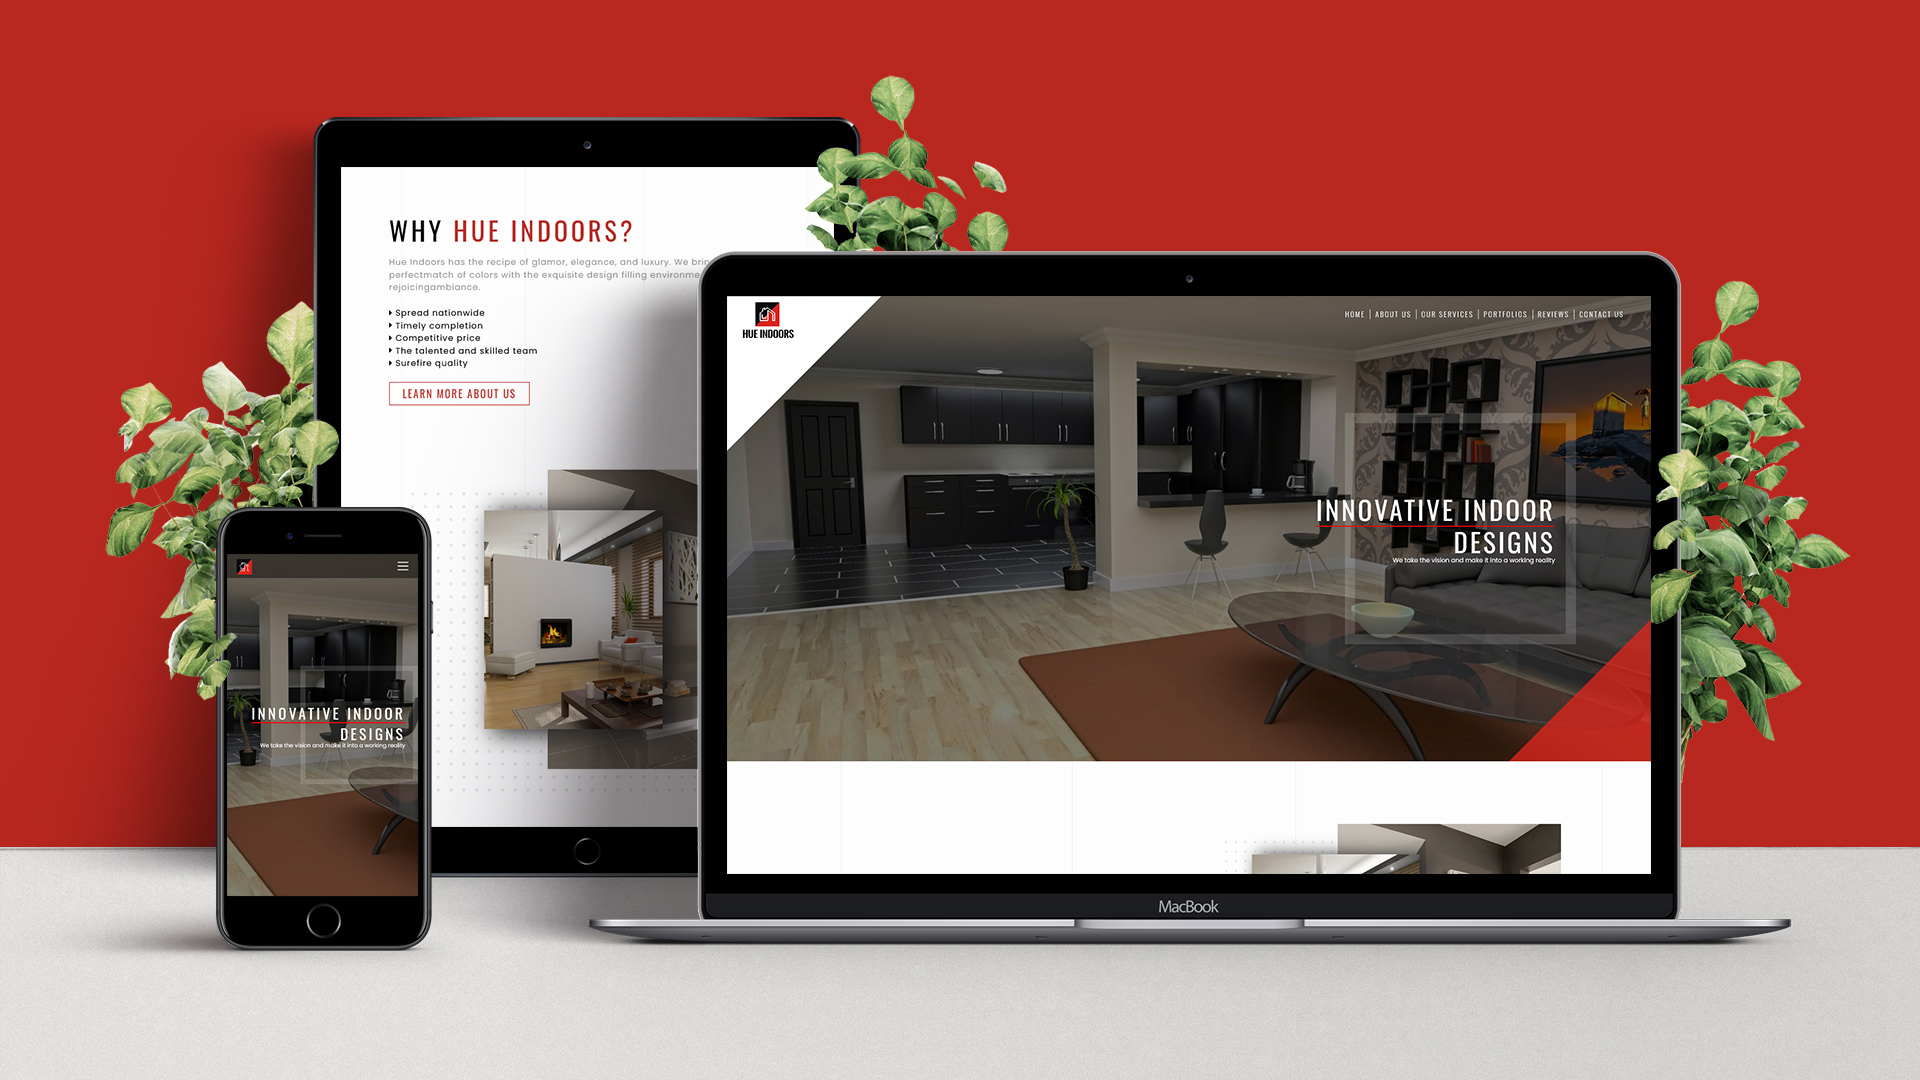 WHY HUE INDOORS?
Hue Indoors has the recipe of glamor, elegance, and luxury. We
perfectmatch of colors with the exquisite design filling
rejoicingambiance.
Spread nationwide
Timely completion
Competitive price
The talented and skilled team
Surefire quality
LEARN MORE ABOUT US
HUE INDOORS
HOME | ABOUT US | OUR SERVICES | PORTFOLIOS | REVIEWS | CONTACT US
INNOVATIVE INDOOR
DESIGNS
We take the vision and make it into a working reality
MacBook
INNOVATIVE INDOOR
DESIGNS
We take the vision and make it into a working reality